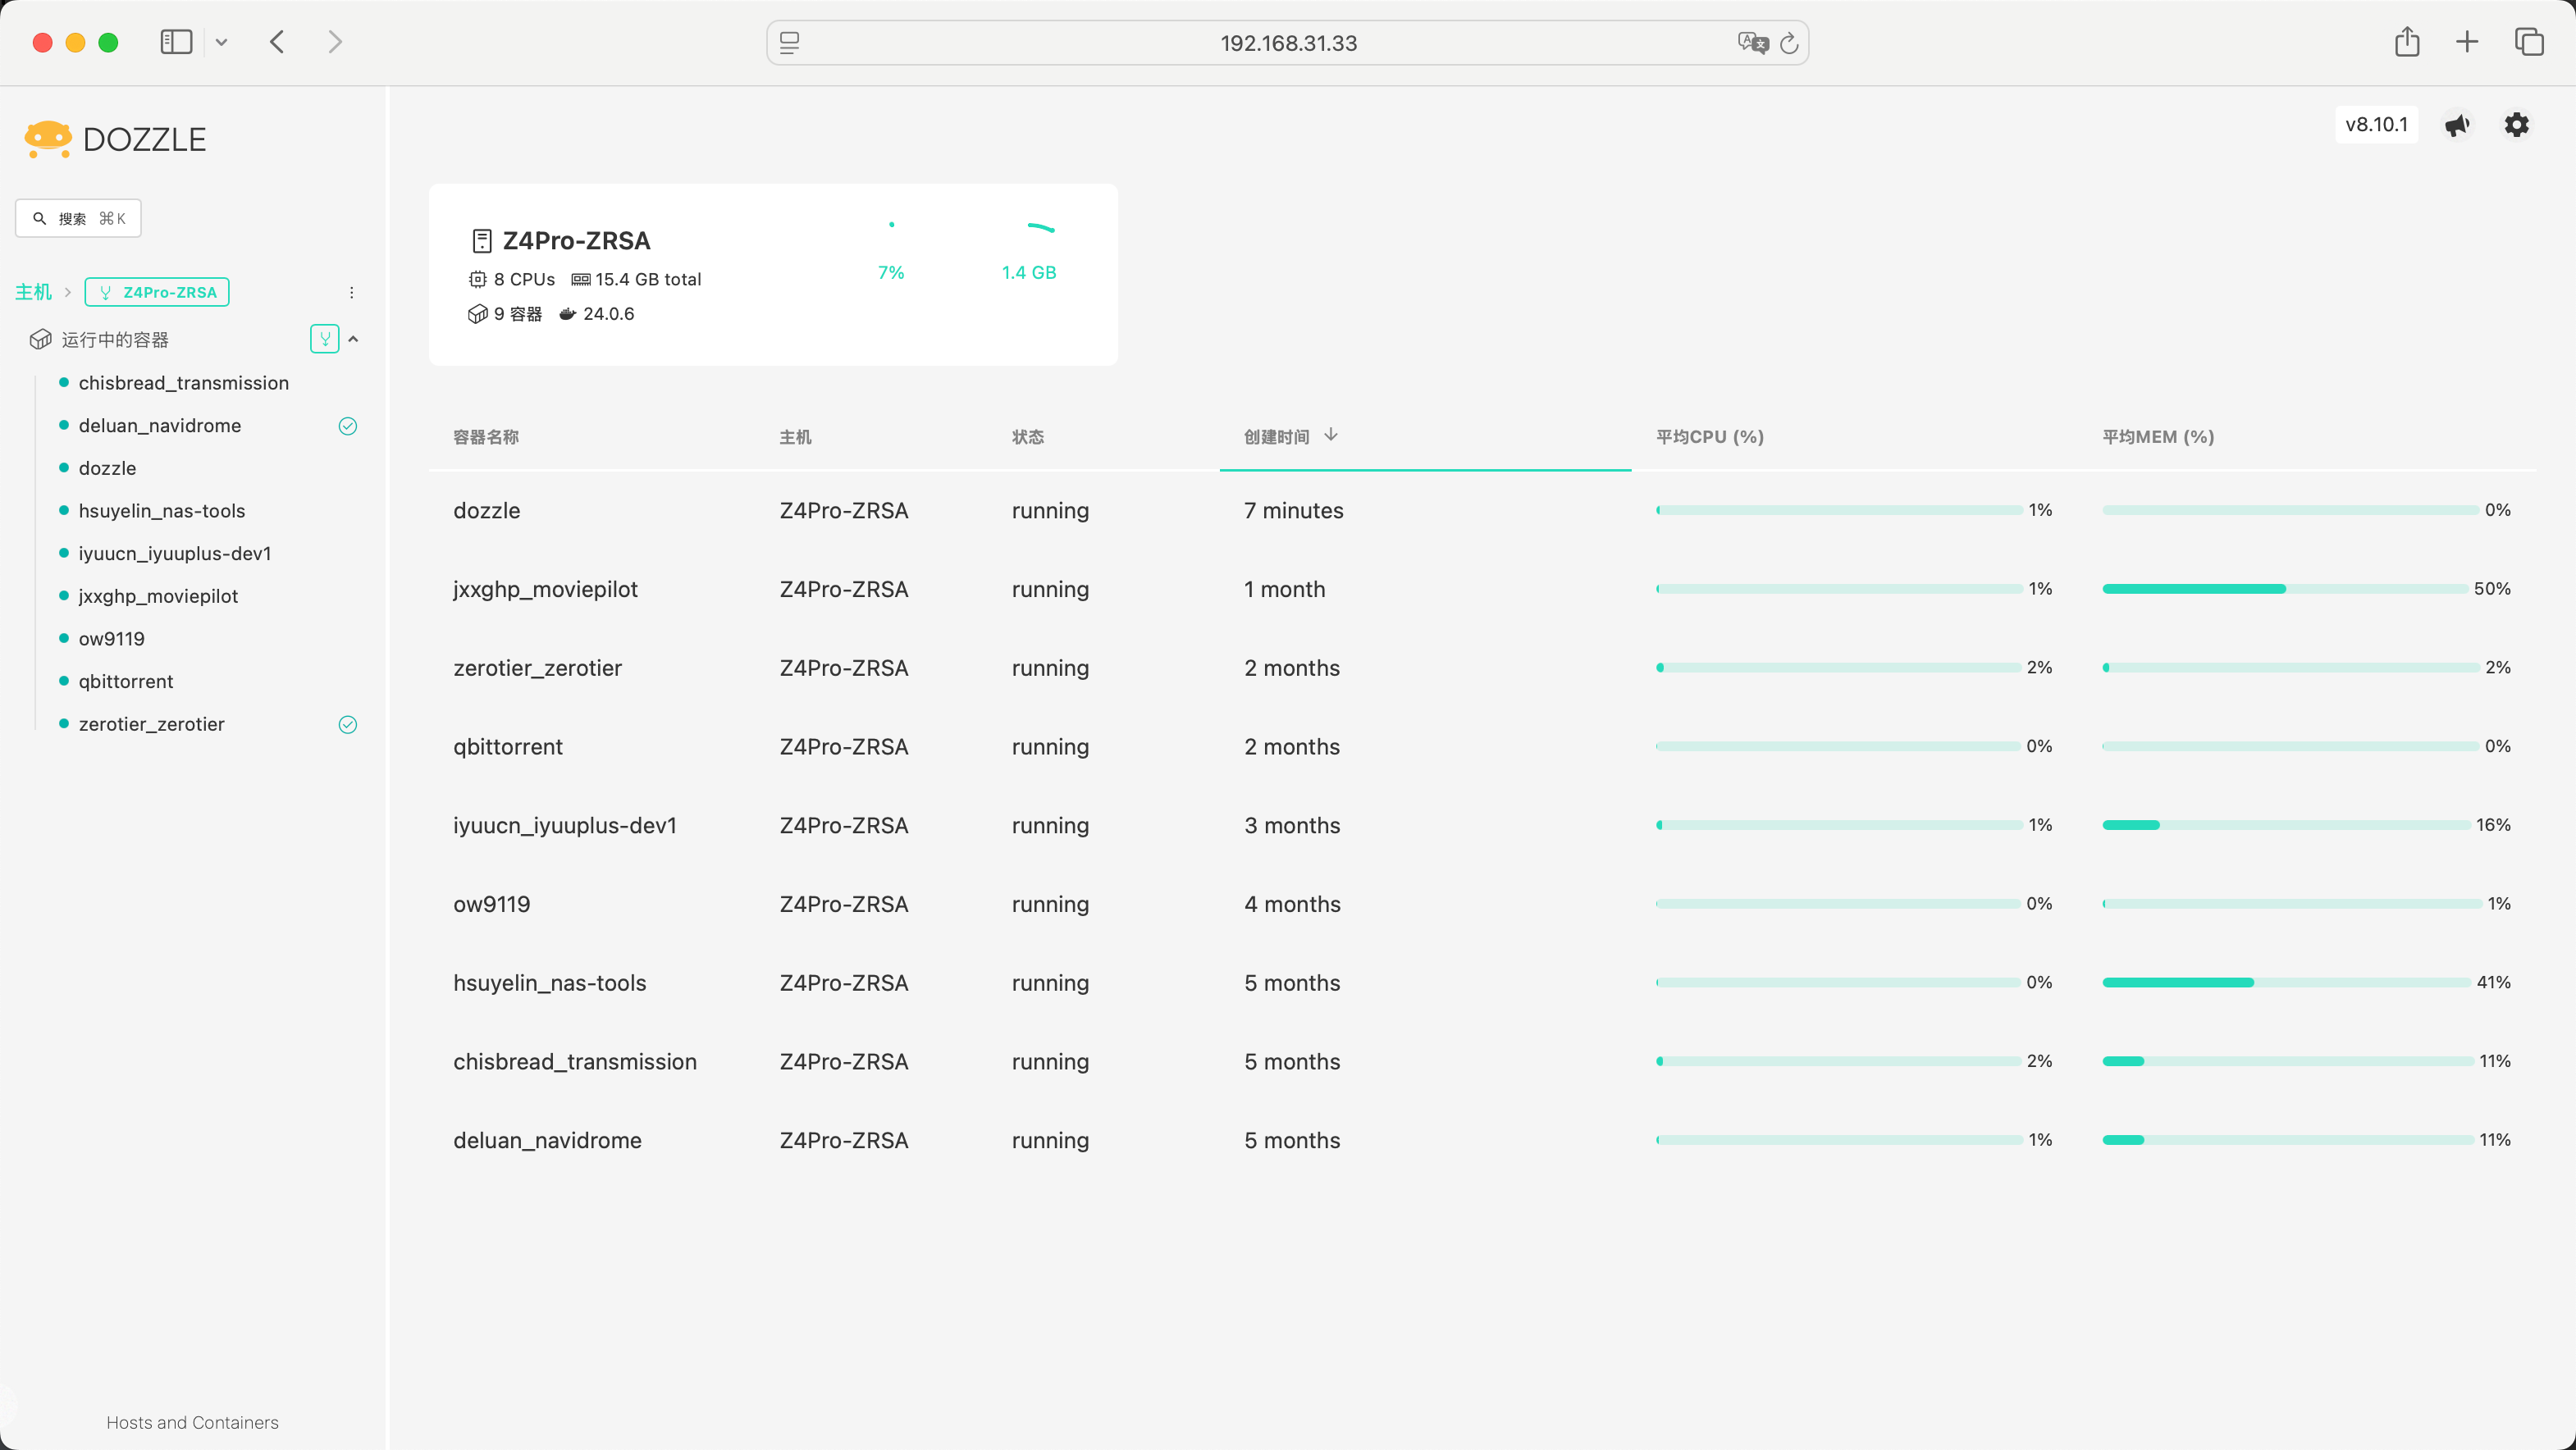 192.168.31.33
DOZZLE
搜索 ⌘K
主机 > Z4Pro-ZRSA
运行中的容器
chisbread_transmission
deluan_navidrome
dozzle
hsuyelin_nas-tools
iyuucn_iyuuplus-dev1
jxxghp_moviepilot
ow9119
qbittorrent
zerotier_zerotier
Hosts and Containers
v8.10.1
Z4Pro-ZRSA
8 CPUs 15.4 GB total
9 容器 24.0.6
7% 1.4 GB
容器名称 主机 状态 创建时间 平均CPU (%) 平均MEM (%)
dozzle Z4Pro-ZRSA running 7 minutes 1% 0%
jxxghp_moviepilot Z4Pro-ZRSA running 1 month 1% 50%
zerotier_zerotier Z4Pro-ZRSA running 2 months 2% 2%
qbittorrent Z4Pro-ZRSA running 2 months 0% 0%
iyuucn_iyuuplus-dev1 Z4Pro-ZRSA running 3 months 1% 16%
ow9119 Z4Pro-ZRSA running 4 months 0% 1%
hsuyelin_nas-tools Z4Pro-ZRSA running 5 months 0% 41%
chisbread_transmission Z4Pro-ZRSA running 5 months 2% 11%
deluan_navidrome Z4Pro-ZRSA running 5 months 1% 11%